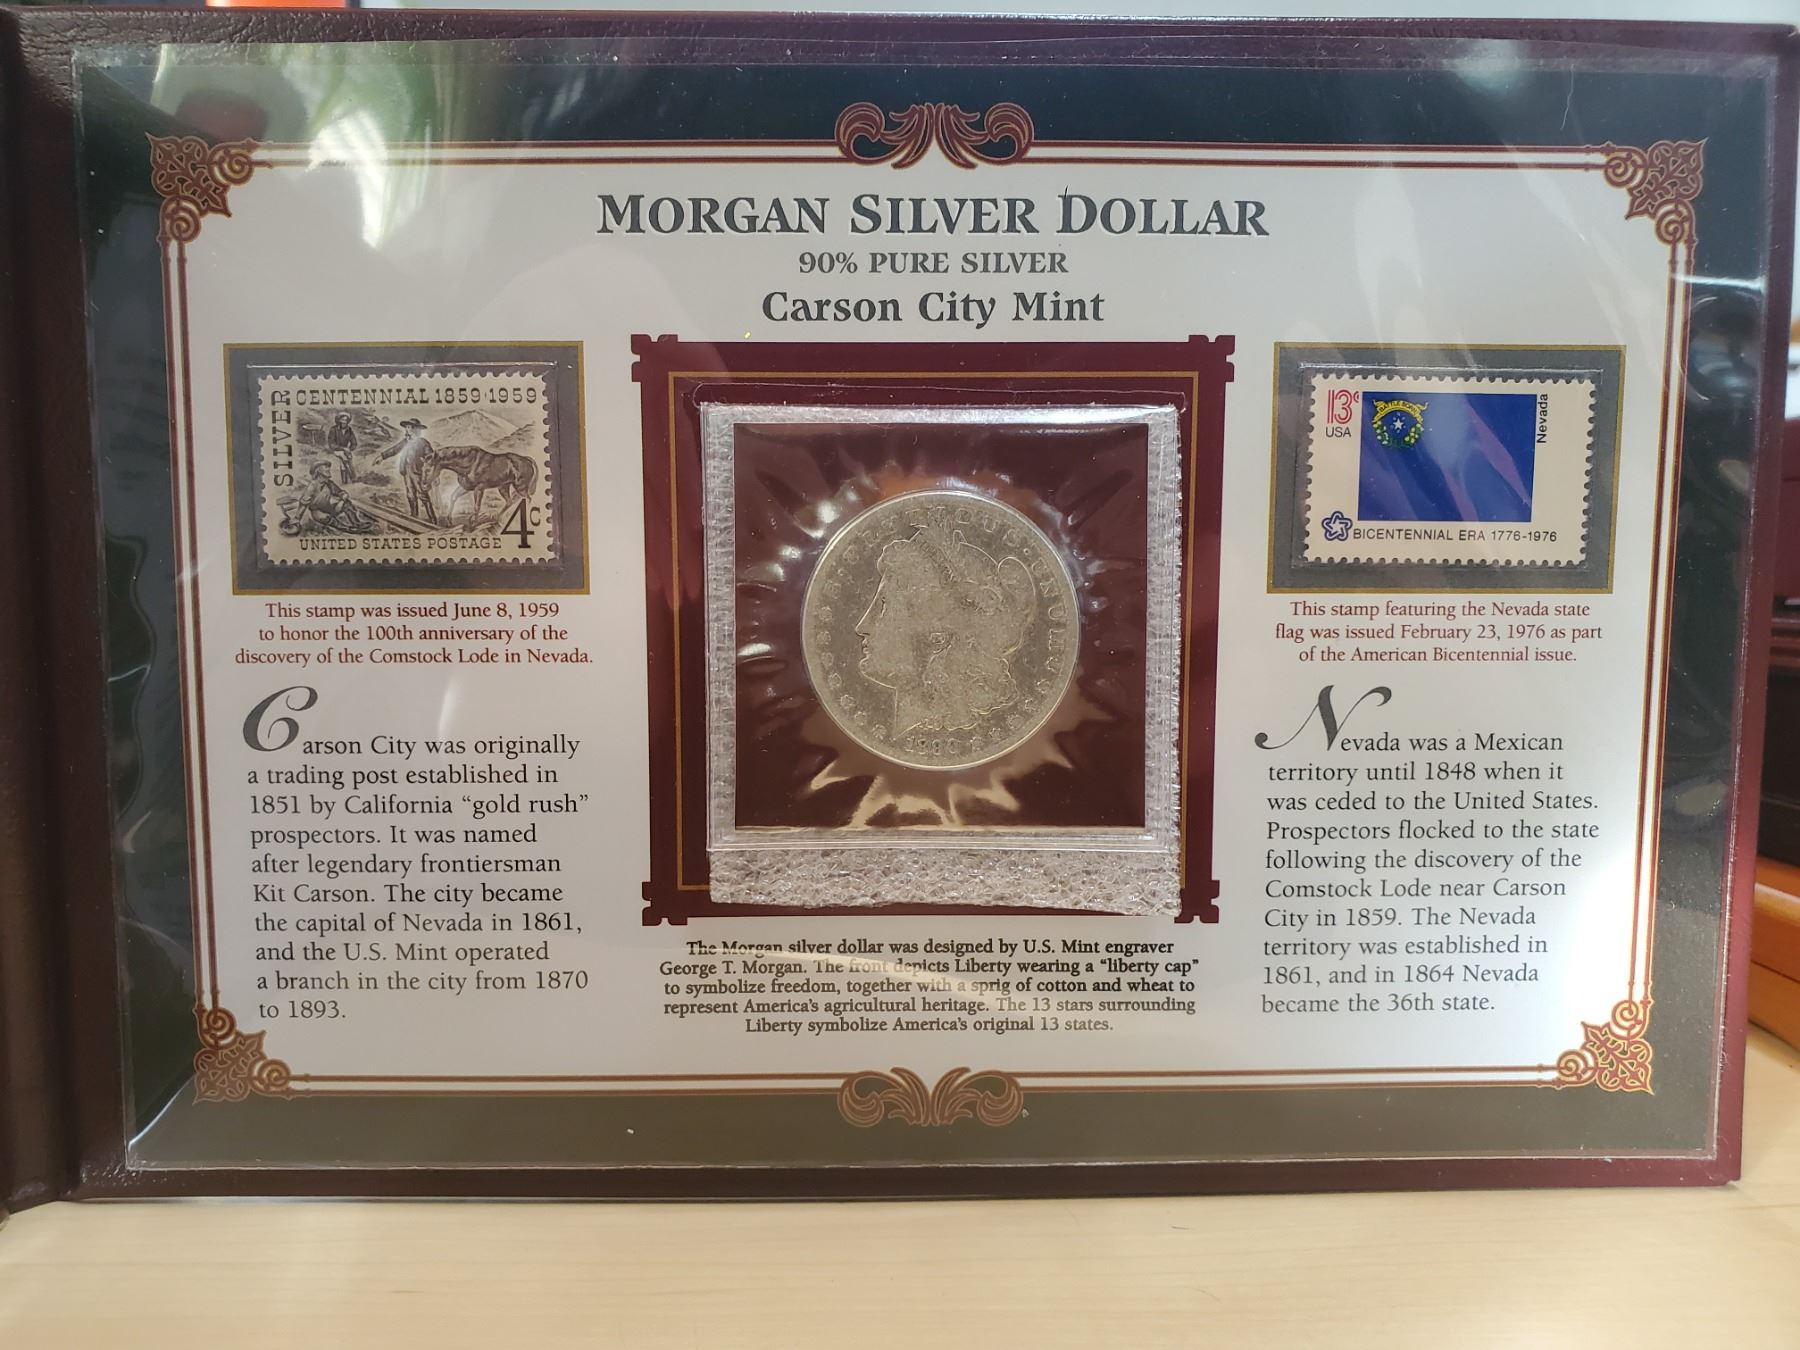 MORGAN SILVER DOLLAR
90% PURE SILVER
Carson City Mint
SILVER
CENTENNIAL 1859·1959
4c
UNITED STATES POSTAGE
This stamp was issued June 8, 1959
to honor the 100th anniversary of the
discovery of the Comstock Lode in Nevada.
Carson City was originally
a trading post established in
1851 by California “gold rush”
prospectors. It was named
after legendary frontiersman
Kit Carson. The city became
the capital of Nevada in 1861,
and the U.S. Mint operated
a branch in the city from 1870
to 1893.
E·PLURIBUS·UNUM
1890
The Morgan silver dollar was designed by U.S. Mint engraver
George T. Morgan. The front depicts Liberty wearing a “liberty cap”
to symbolize freedom, together with a sprig of cotton and wheat to
represent America's agricultural heritage. The 13 stars surrounding
Liberty symbolize America's original 13 states.
13c
USA
BATTLE BORN
Nevada
BICENTENNIAL ERA 1776-1976
This stamp featuring the Nevada state
flag was issued February 23, 1976 as part
of the American Bicentennial issue.
Nevada was a Mexican
territory until 1848 when it
was ceded to the United States.
Prospectors flocked to the state
following the discovery of the
Comstock Lode near Carson
City in 1859. The Nevada
territory was established in
1861, and in 1864 Nevada
became the 36th state.